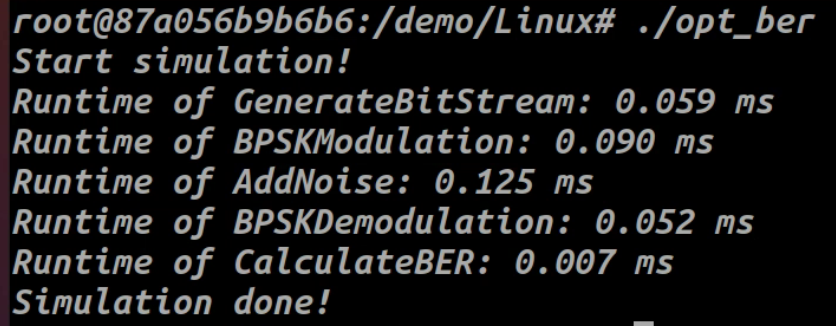 root@87a056b9b6b6:/demo/Linux# ./opt_ber
Start simulation!
Runtime of GenerateBitStream: 0.059 ms
Runtime of BPSKModulation: 0.090 ms
Runtime of AddNoise: 0.125 ms
Runtime of BPSKDemodulation: 0.052 ms
Runtime of CalculateBER: 0.007 ms
Simulation done!